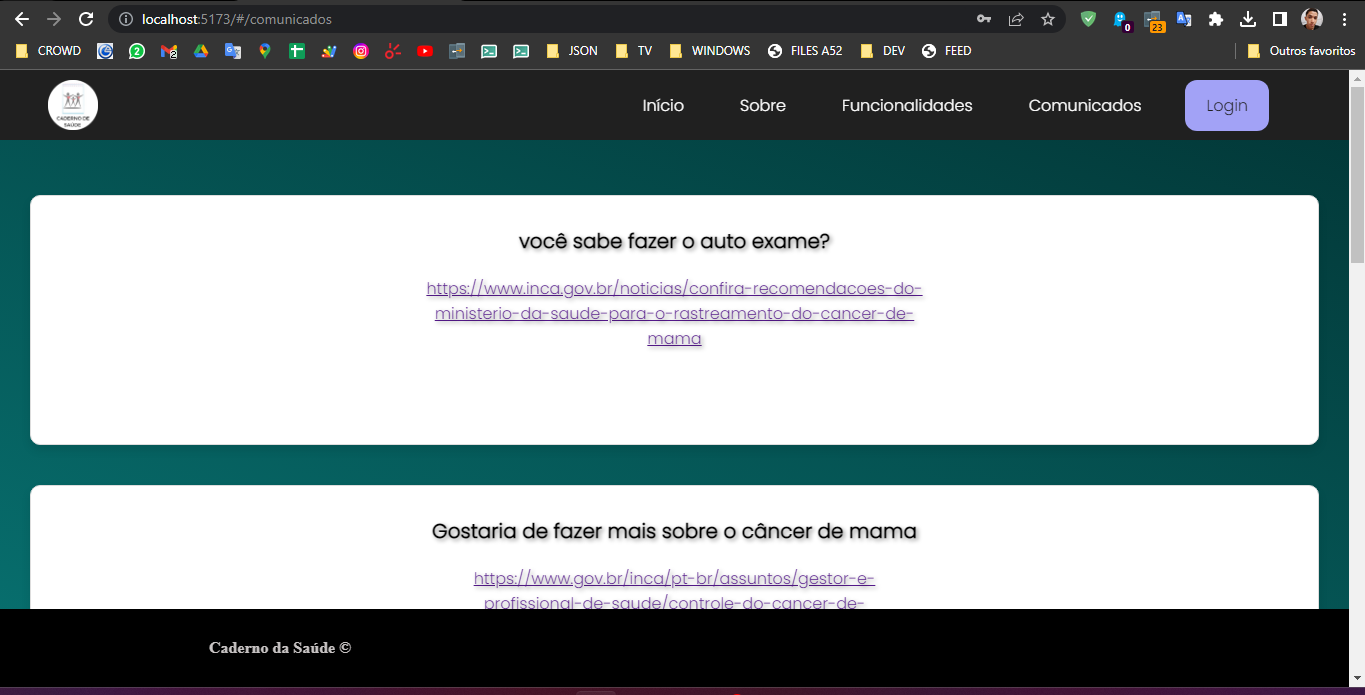 localhost:5173/#/comunicados
0
23
CROWD
2
2
JSON
TV
WINDOWS
FILES A52
DEV
FEED
Outros favoritos
CADERNO DE
SAÚDE
Início
Sobre
Funcionalidades
Comunicados
Login
você sabe fazer o auto exame?
https://www.inca.gov.br/noticias/confira-recomendacoes-do-
ministerio-da-saude-para-o-rastreamento-do-cancer-de-
mama
Gostaria de fazer mais sobre o câncer de mama
https://www.gov.br/inca/pt-br/assuntos/gestor-e-
profissional-de-saude/controle-do-cancer-de-
Caderno da Saúde ©